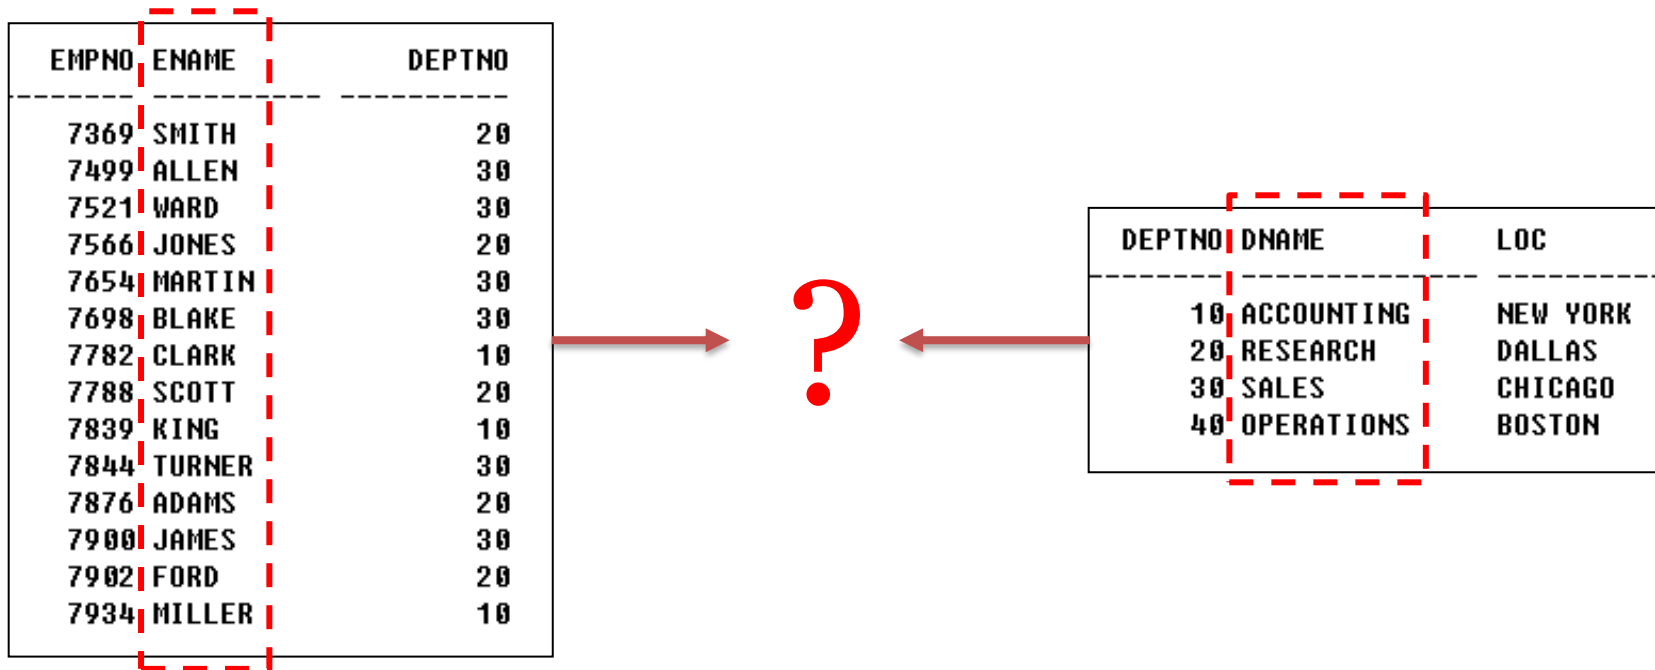 EMPNO ENAME DEPTNO
7369 SMITH 20
7499 ALLEN 30
7521 WARD 30
7566 JONES 20
7654 MARTIN 30
7698 BLAKE 30
7782 CLARK 10
7788 SCOTT 20
7839 KING 10
7844 TURNER 30
7876 ADAMS 20
7900 JAMES 30
7902 FORD 20
7934 MILLER 10
?
DEPTNO DNAME LOC
10 ACCOUNTING NEW YORK
20 RESEARCH DALLAS
30 SALES CHICAGO
40 OPERATIONS BOSTON